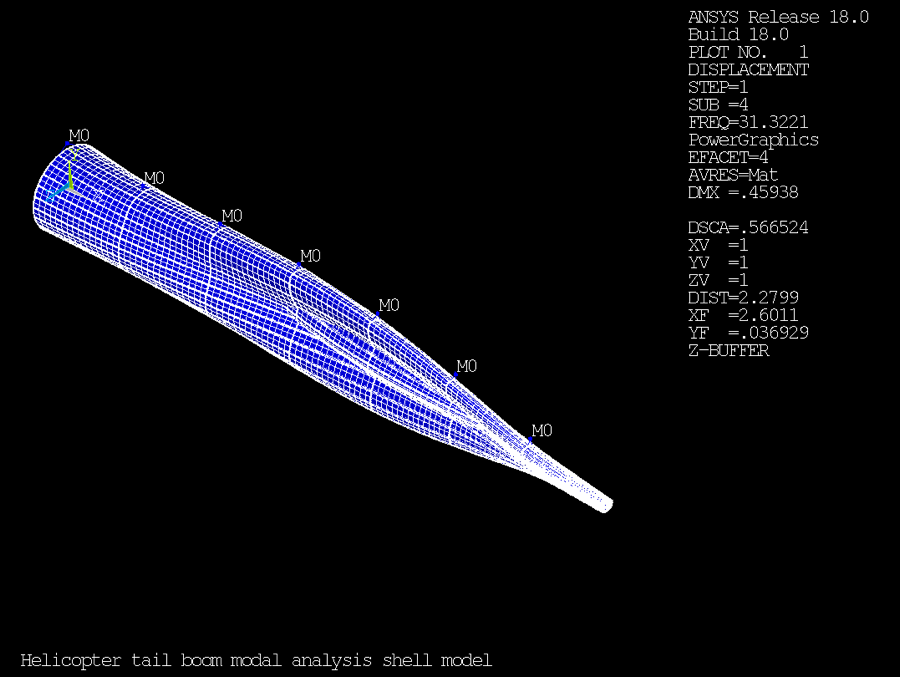 ANSYS Release 18.0
Build 18.0
PLOT NO. 1
DISPLACEMENT
STEP=1
SUB =4
FREQ=31.3221
PowerGraphics
EFACET=4
AVRES=Mat
DMX =.45938
DSCA=.566524
XV =1
YV =1
ZV =1
DIST=2.2799
XF =2.6011
YF =.036929
Z-BUFFER
M0
M0
M0
M0
M0
M0
M0
Helicopter tail boom modal analysis shell model